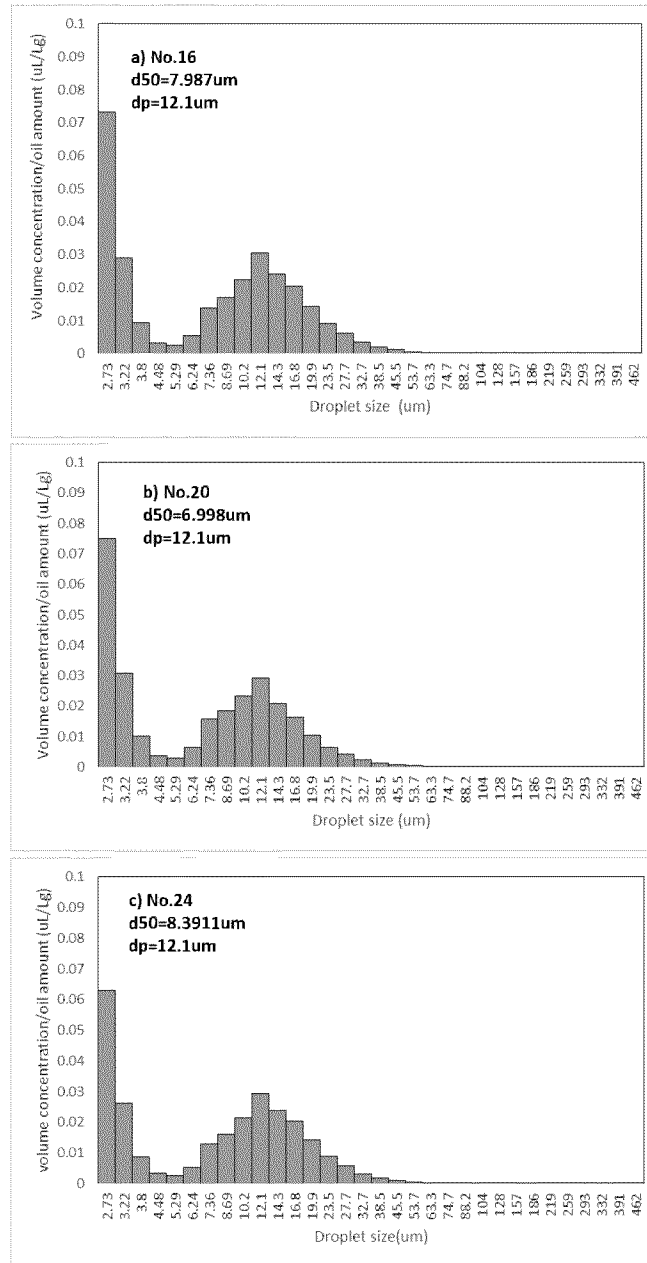 0.1
0.09
0.08
0.07
0.06
0.05
0.04
0.03
0.02
0.01
0
Volume concentration/oil amount (uL/Lg)
a) No.16
d50=7.987um
dp=12.1um
2.73 3.22 3.8 4.48 5.29 6.24 7.36 8.69 10.2 12.1 14.3 16.8 19.9 23.5 27.7 32.7 38.5 45.5 53.7 63.3 74.7 88.2 104 128 157 186 219 259 293 332 391 462
Droplet size (um)
0.1
0.09
0.08
0.07
0.06
0.05
0.04
0.03
0.02
0.01
0
Volume concentration/oil amount (uL/Lg)
b) No.20
d50=6.998um
dp=12.1um
2.73 3.22 3.8 4.48 5.29 6.24 7.36 8.69 10.2 12.1 14.3 16.8 19.9 23.5 27.7 32.7 38.5 45.5 53.7 63.3 74.7 88.2 104 128 157 186 219 259 293 332 391 462
Droplet size (um)
0.1
0.09
0.08
0.07
0.06
0.05
0.04
0.03
0.02
0.01
0
volume concentration/oil amount (uL/Lg)
c) No.24
d50=8.3911um
dp=12.1um
2.73 3.22 3.8 4.48 5.29 6.24 7.36 8.69 10.2 12.1 14.3 16.8 19.9 23.5 27.7 32.7 38.5 45.5 53.7 63.3 74.7 88.2 104 128 157 186 219 259 293 332 391 462
Droplet size(um)